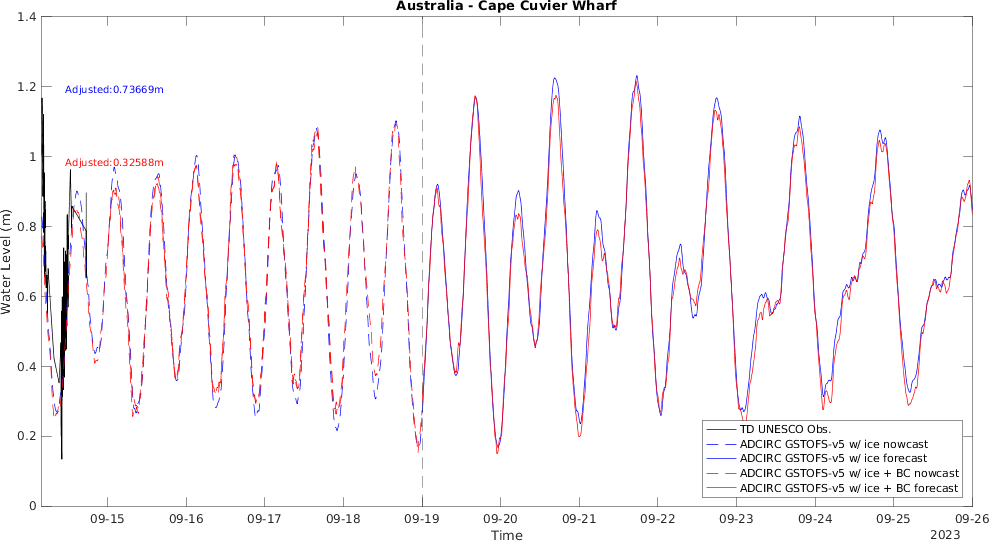 Australia - Cape Cuvier Wharf
1.4
1.2
1
0.8
0.6
0.4
0.2
0
Water Level (m)
Adjusted:0.73669m
Adjusted:0.32588m
TD UNESCO Obs.
ADCIRC GSTOFS-v5 w/ ice nowcast
ADCIRC GSTOFS-v5 w/ ice forecast
ADCIRC GSTOFS-v5 w/ ice + BC nowcast
ADCIRC GSTOFS-v5 w/ ice + BC forecast
09-15 09-16 09-17 09-18 09-19 09-20 09-21 09-22 09-23 09-24 09-25 09-26
Time
2023